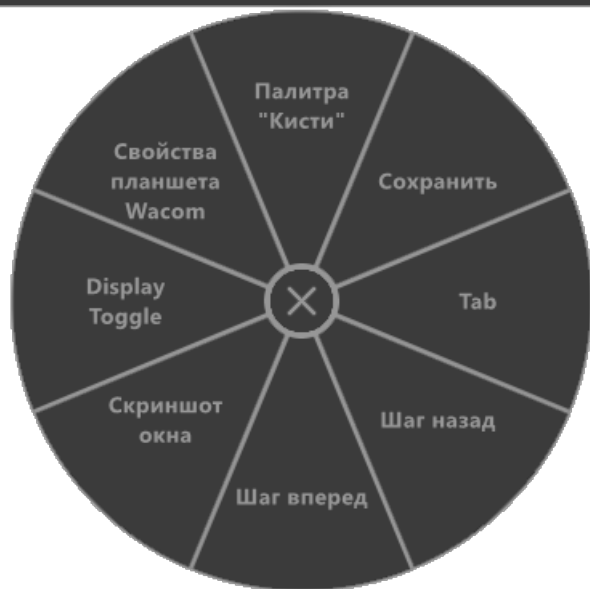 Палитра
"Кисти"
Сохранить
Tab
Шаг назад
Шаг вперед
Скриншот
окна
Display
Toggle
Свойства
планшета
Wacom